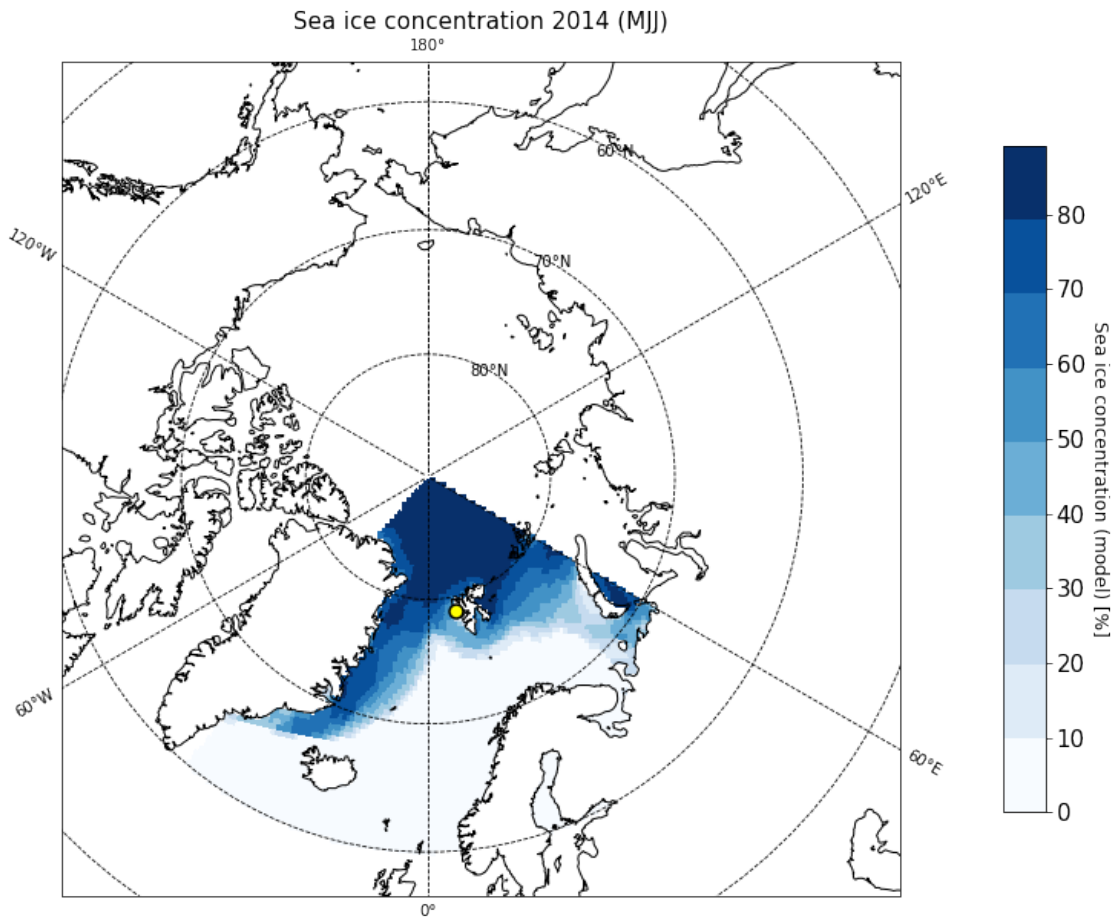 Sea ice concentration 2014 (MJJ)
180°
60°N
120°E
120°W
70°N
80°N
60°W
60°E
0°
80
70
60
50
40
30
20
10
0
Sea ice concentration (model) [%]